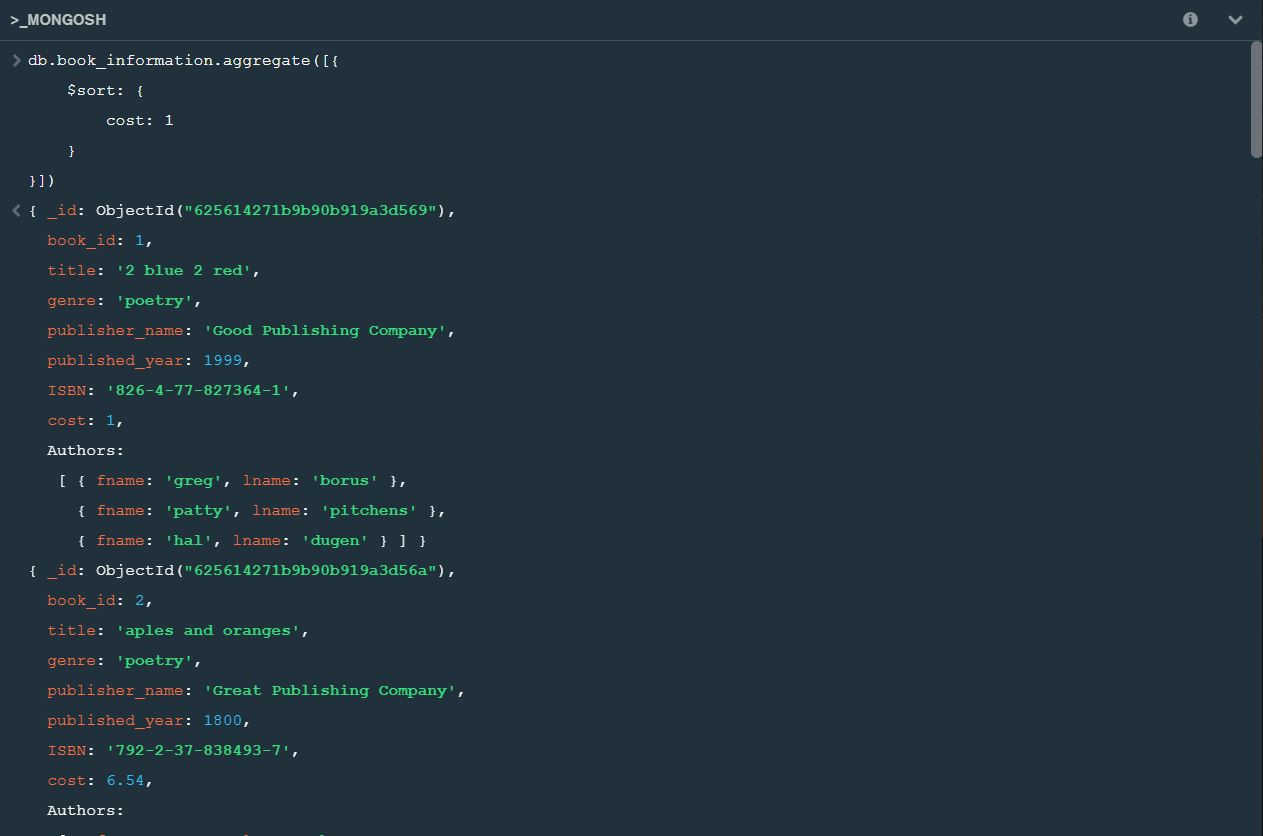 >_MONGOSH
> db.book_information.aggregate([{
$sort: {
cost: 1
}
}])
< { _id: ObjectId("625614271b9b90b919a3d569"),
book_id: 1,
title: '2 blue 2 red',
genre: 'poetry',
publisher_name: 'Good Publishing Company',
published_year: 1999,
ISBN: '826-4-77-827364-1',
cost: 1,
Authors:
[ { fname: 'greg', lname: 'borus' },
{ fname: 'patty', lname: 'pitchens' },
{ fname: 'hal', lname: 'dugen' } ] }
{ _id: ObjectId("625614271b9b90b919a3d56a"),
book_id: 2,
title: 'aples and oranges',
genre: 'poetry',
publisher_name: 'Great Publishing Company',
published_year: 1800,
ISBN: '792-2-37-838493-7',
cost: 6.54,
Authors: